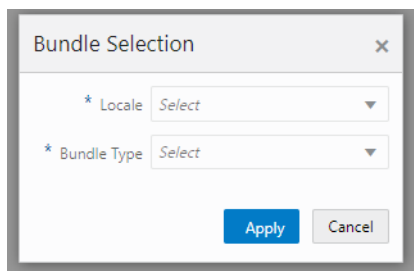 Bundle Selection ×
* Locale Select
* Bundle Type Select
Apply Cancel